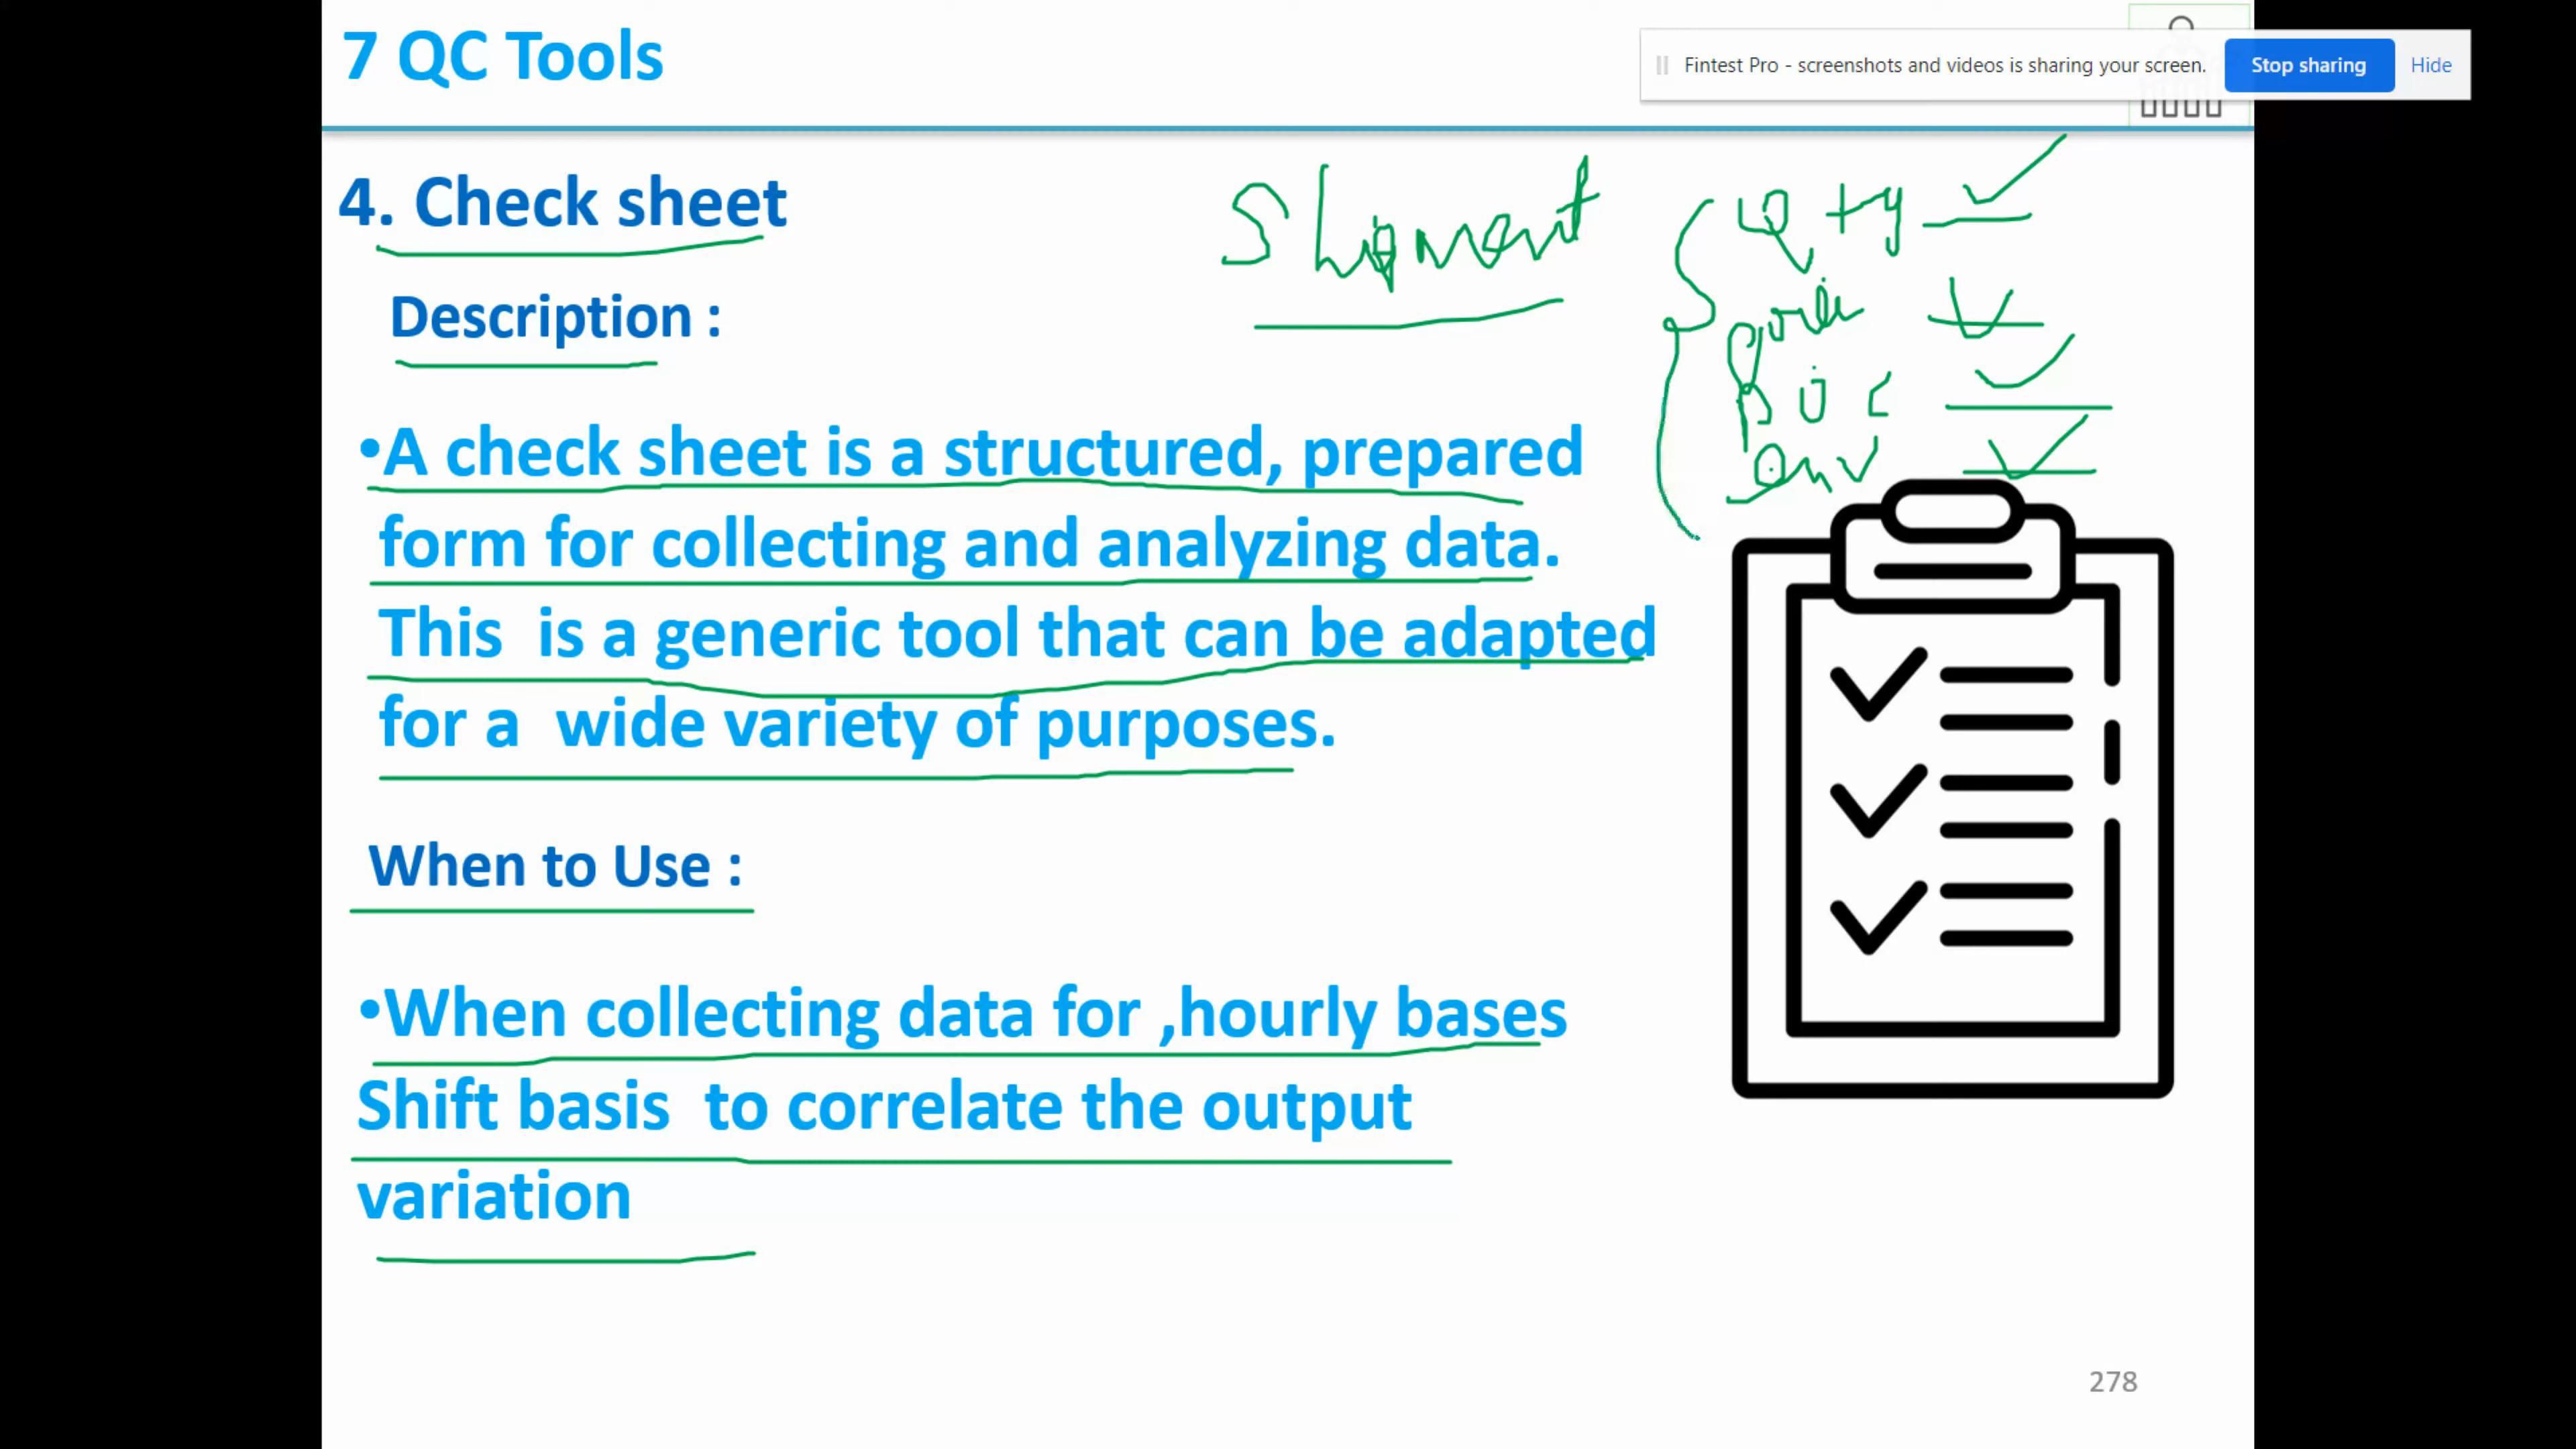 7 QC Tools
Fintest Pro - screenshots and videos is sharing your screen. Stop sharing Hide
4. Check sheet
Shipment
Qty
Description :
•A check sheet is a structured, prepared
form for collecting and analyzing data.
This is a generic tool that can be adapted
for a wide variety of purposes.
When to Use :
•When collecting data for ,hourly bases
Shift basis to correlate the output
variation
278